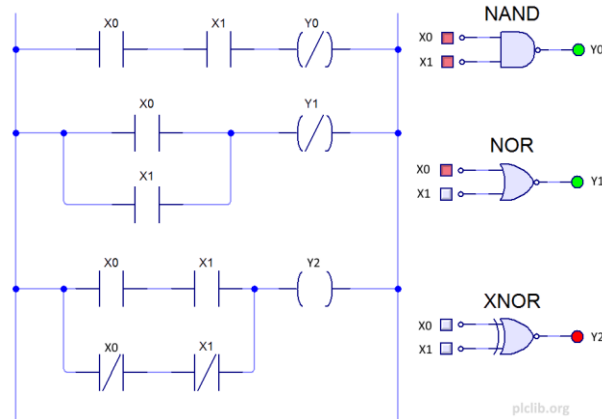 X0 X1 Y0
NAND
X0
X1
Y0
X0 Y1
X1
NOR
X0
X1
Y1
X0 X1 Y2
X0 X1
XNOR
X0
X1
Y2
plclib.org